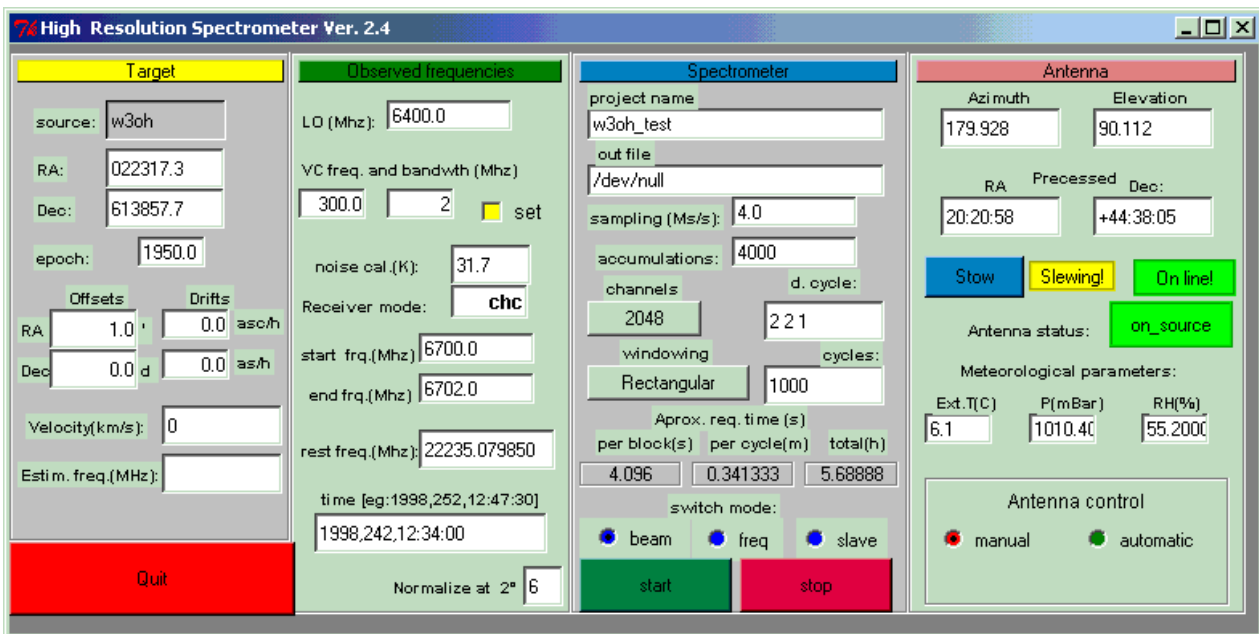 High Resolution Spectrometer Ver. 2.4
Target
source: w3oh
RA: 022317.3
Dec: 613857.7
epoch: 1950.0
Offsets Drifts
RA 1.0 ' 0.0 asc/h
Dec 0.0 d 0.0 as/h
Velocity(km/s): 0
Estim. freq.(MHz):
Quit
Observed frequencies
LO (Mhz): 6400.0
VC freq. and bandwth (Mhz)
300.0 2 set
noise cal.(K): 31.7
Receiver mode: chc
start frq.(Mhz) 6700.0
end frq.(Mhz) 6702.0
rest freq.(Mhz): 22235.079850
time [eg:1998,252,12:47:30]
1998,242,12:34:00
Normalize at 2^ 6
Spectrometer
project name
w3oh_test
out file
/dev/null
sampling (Ms/s): 4.0
accumulations: 4000
channels d. cycle:
2048 2 2 1
windowing cycles:
Rectangular 1000
Aprox. req. time (s)
per block(s) per cycle(m) total(h)
4.096 0.341333 5.68888
switch mode:
beam freq slave
start stop
Antenna
Azimuth Elevation
179.928 90.112
RA Precessed Dec:
20:20:58 +44:38:05
Stow Slewing! On line!
Antenna status: on_source
Meteorological parameters:
Ext.T(C) P(mBar) RH(%)
6.1 1010.40 55.2000
Antenna control
manual automatic